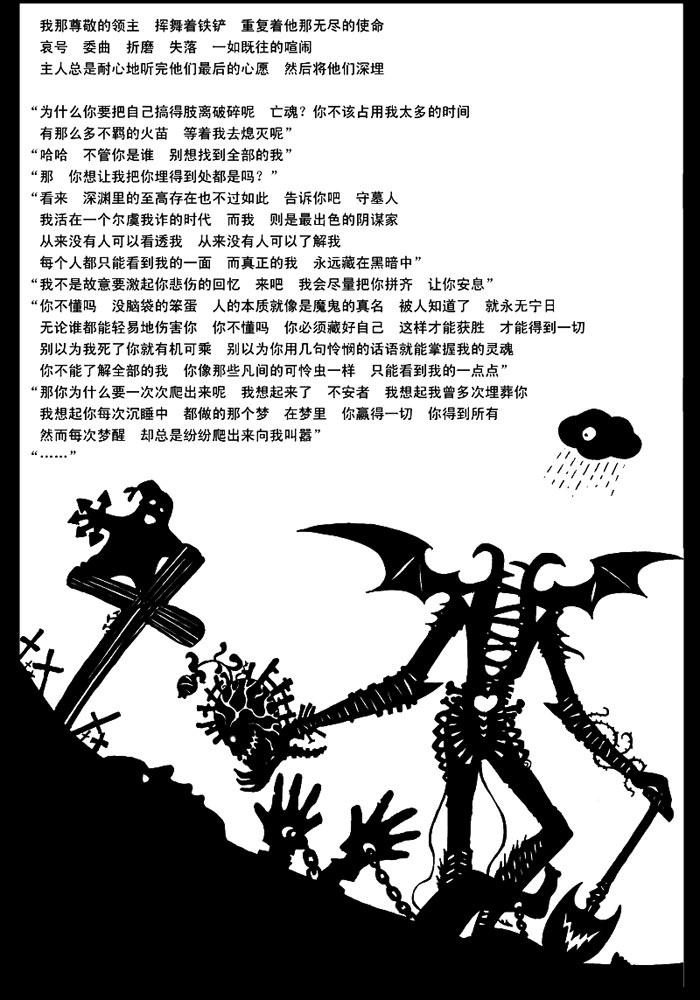 我那尊敬的领主　挥舞着铁铲　重复着他那无尽的使命
哀号　委曲　折磨　失落　一如既往的喧闹
主人总是耐心地听完他们最后的心愿　然后将他们深埋
“为什么你要把自己搞得肢离破碎呢　亡魂？你不该占用我太多的时间
有那么多不羁的火苗　等着我去熄灭呢”
“哈哈　不管你是谁　别想找到全部的我”
“那　你想让我把你埋得到处都是吗？”
“看来　深渊里的至高存在也不过如此　告诉你吧　守墓人
我活在一个尔虞我诈的时代　而我　则是最出色的阴谋家
从来没有人可以看透我　从来没有人可以了解我
每个人都只能看到我的一面　而真正的我　永远藏在黑暗中”
“我不是故意要激起你悲伤的回忆　来吧　我会尽量把你拼齐　让你安息”
“你不懂吗　没脑袋的笨蛋　人的本质就像是魔鬼的真名　被人知道了　就永无宁日
无论谁都能轻易地伤害你　你不懂吗　你必须藏好自己　这样才能获胜　才能得到一切
别以为我死了你就有机可乘　别以为你用几句怜悯的话语就能掌握我的灵魂
你不能了解全部的我　你像那些凡间的可怜虫一样　只能看到我的一点点”
“那你为什么要一次次爬出来呢　我想起来了　不安者　我想起我曾多次埋葬你
我想起你每次沉睡中　都做的那个梦　在梦里　你赢得一切　你得到所有
然而每次梦醒　却总是纷纷爬出来向我叫嚣”
“……”